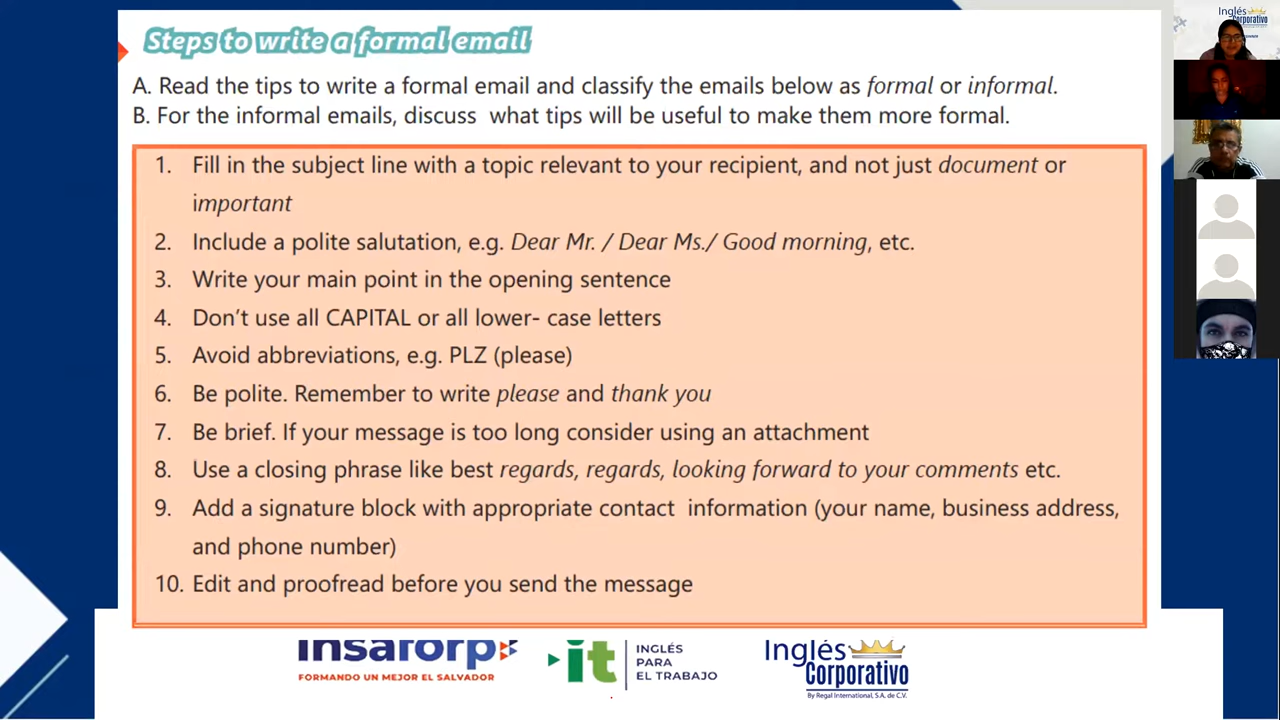 Steps to write a formal email
A. Read the tips to write a formal email and classify the emails below as formal or informal.
B. For the informal emails, discuss what tips will be useful to make them more formal.
1. Fill in the subject line with a topic relevant to your recipient, and not just document or
important
2. Include a polite salutation, e.g. Dear Mr. / Dear Ms./ Good morning, etc.
3. Write your main point in the opening sentence
4. Don't use all CAPITAL or all lower- case letters
5. Avoid abbreviations, e.g. PLZ (please)
6. Be polite. Remember to write please and thank you
7. Be brief. If your message is too long consider using an attachment
8. Use a closing phrase like best regards, regards, looking forward to your comments etc.
9. Add a signature block with appropriate contact information (your name, business address,
and phone number)
10. Edit and proofread before you send the message
insaforp
FORMANDO UN MEJOR EL SALVADOR
it
INGLÉS
PARA
EL TRABAJO
Inglés
Corporativo
By Regal International, S.A. de C.V.
Inglés
Corporativo